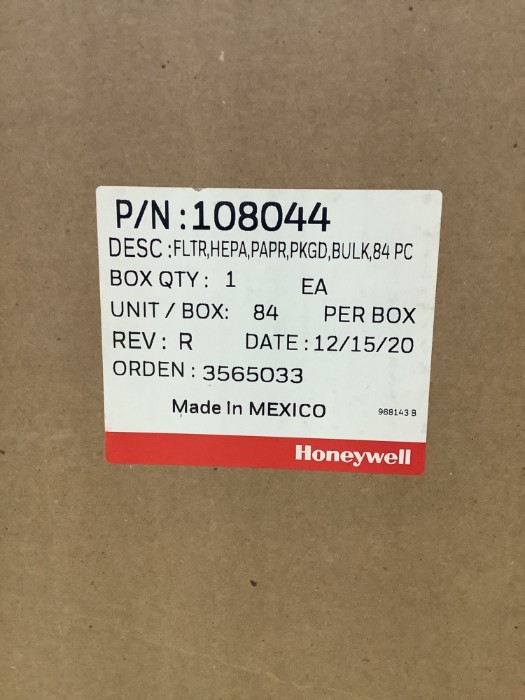 P/N:108044
DESC:FLTR,HEPA,PAPR,PKGD,BULK,84 PC
BOX QTY: 1 EA
UNIT / BOX: 84 PER BOX
REV: R DATE: 12/15/20
ORDEN: 3565033
Made In MEXICO 988143 B
Honeywell